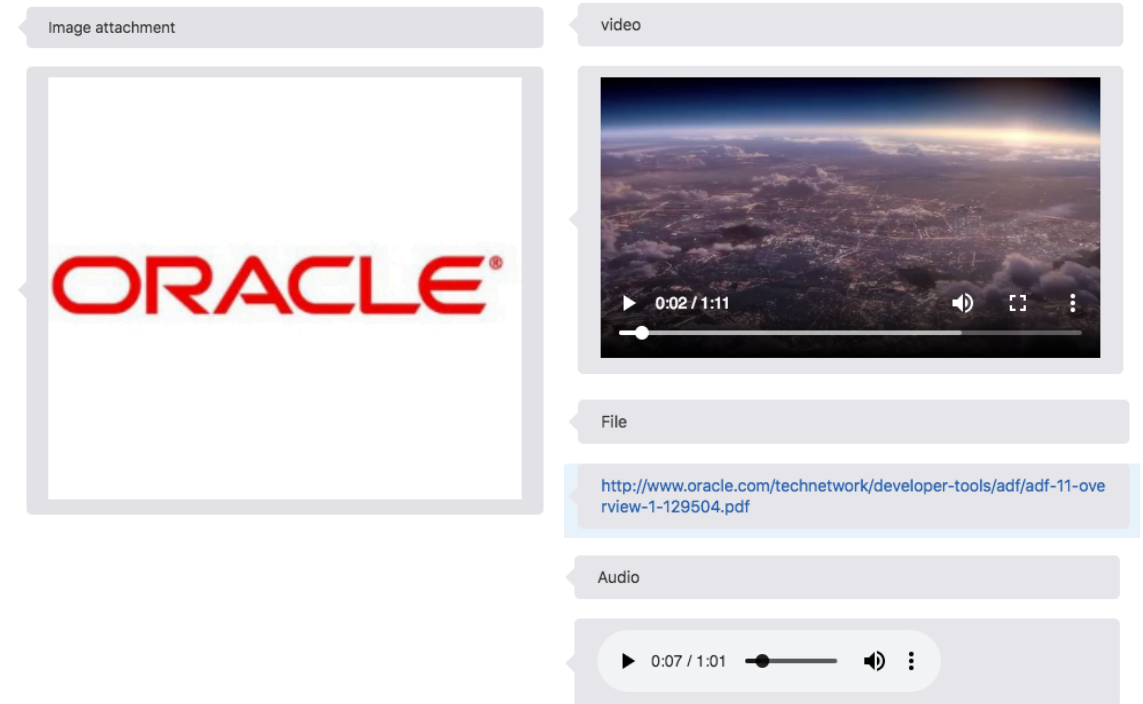 Image attachment
ORACLE®
video
0:02 / 1:11
File
http://www.oracle.com/technetwork/developer-tools/adf/adf-11-ove
rview-1-129504.pdf
Audio
0:07 / 1:01